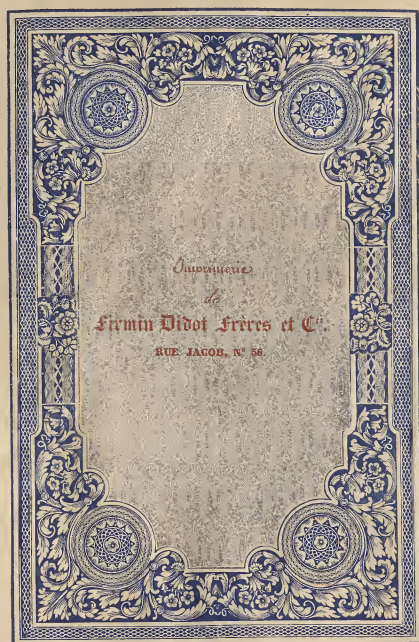 Imprimerie
de
Firmin Didot Frères et Cie.
RUE JACOB, N° 56.